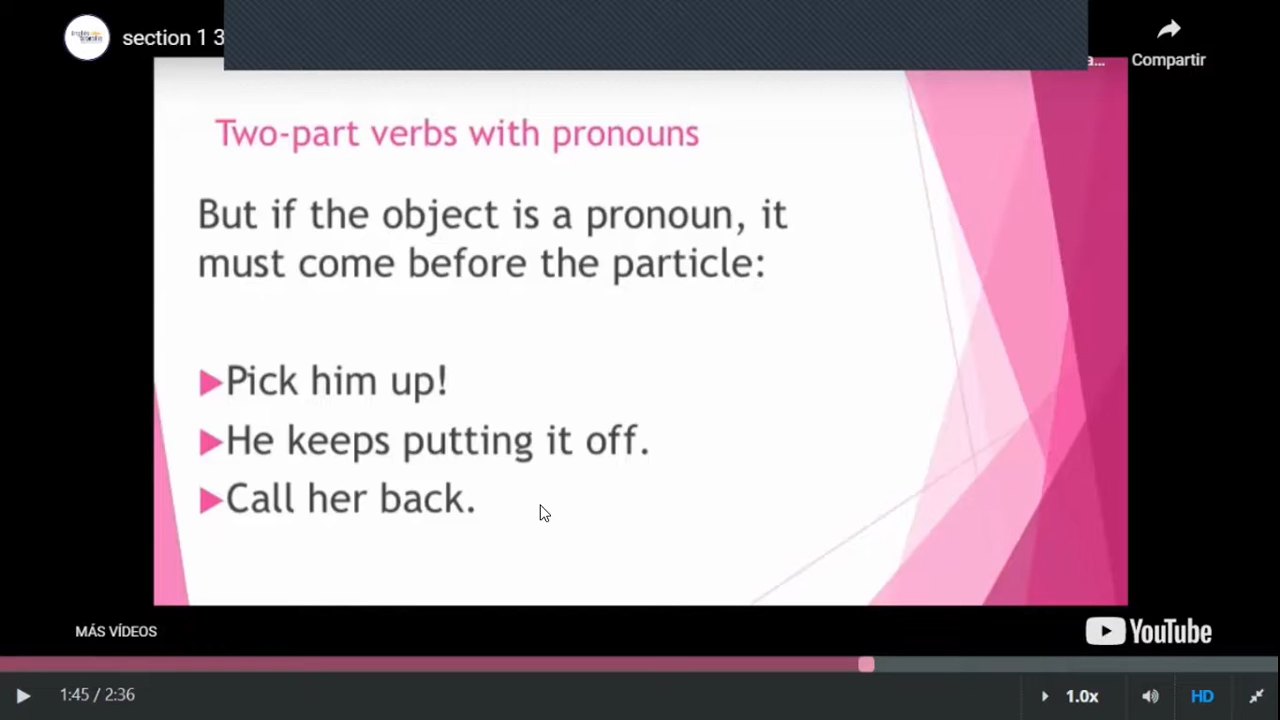 section 1 3
Compartir
Two-part verbs with pronouns
But if the object is a pronoun, it
must come before the particle:
Pick him up!
He keeps putting it off.
Call her back.
MÁS VÍDEOS
YouTube
1:45 / 2:36
1.0x
HD